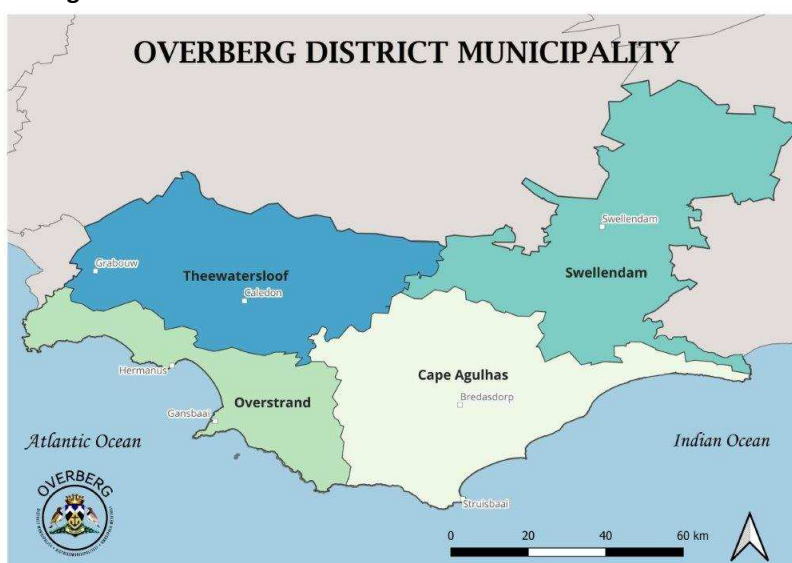 OVERBERG DISTRICT MUNICIPALITY
Swellendam
Grabouw
Theewatersloof
Swellendam
Caledon
Hermanus
Cape Agulhas
Overstrand
Bredasdorp
Gansbaai
Atlantic Ocean
Indian Ocean
OVERBERG
Struisbaai
0 20 40 60 km